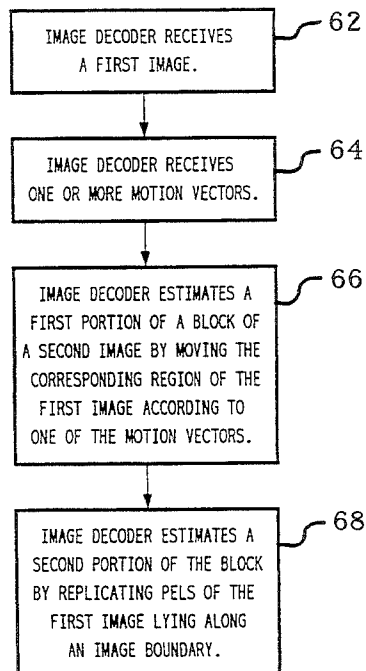 IMAGE DECODER RECEIVES
A FIRST IMAGE.
62
IMAGE DECODER RECEIVES
ONE OR MORE MOTION VECTORS.
64
IMAGE DECODER ESTIMATES A
FIRST PORTION OF A BLOCK OF
A SECOND IMAGE BY MOVING THE
CORRESPONDING REGION OF THE
FIRST IMAGE ACCORDING TO
ONE OF THE MOTION VECTORS.
66
IMAGE DECODER ESTIMATES A
SECOND PORTION OF THE BLOCK
BY REPLICATING PELS OF THE
FIRST IMAGE LYING ALONG
AN IMAGE BOUNDARY.
68